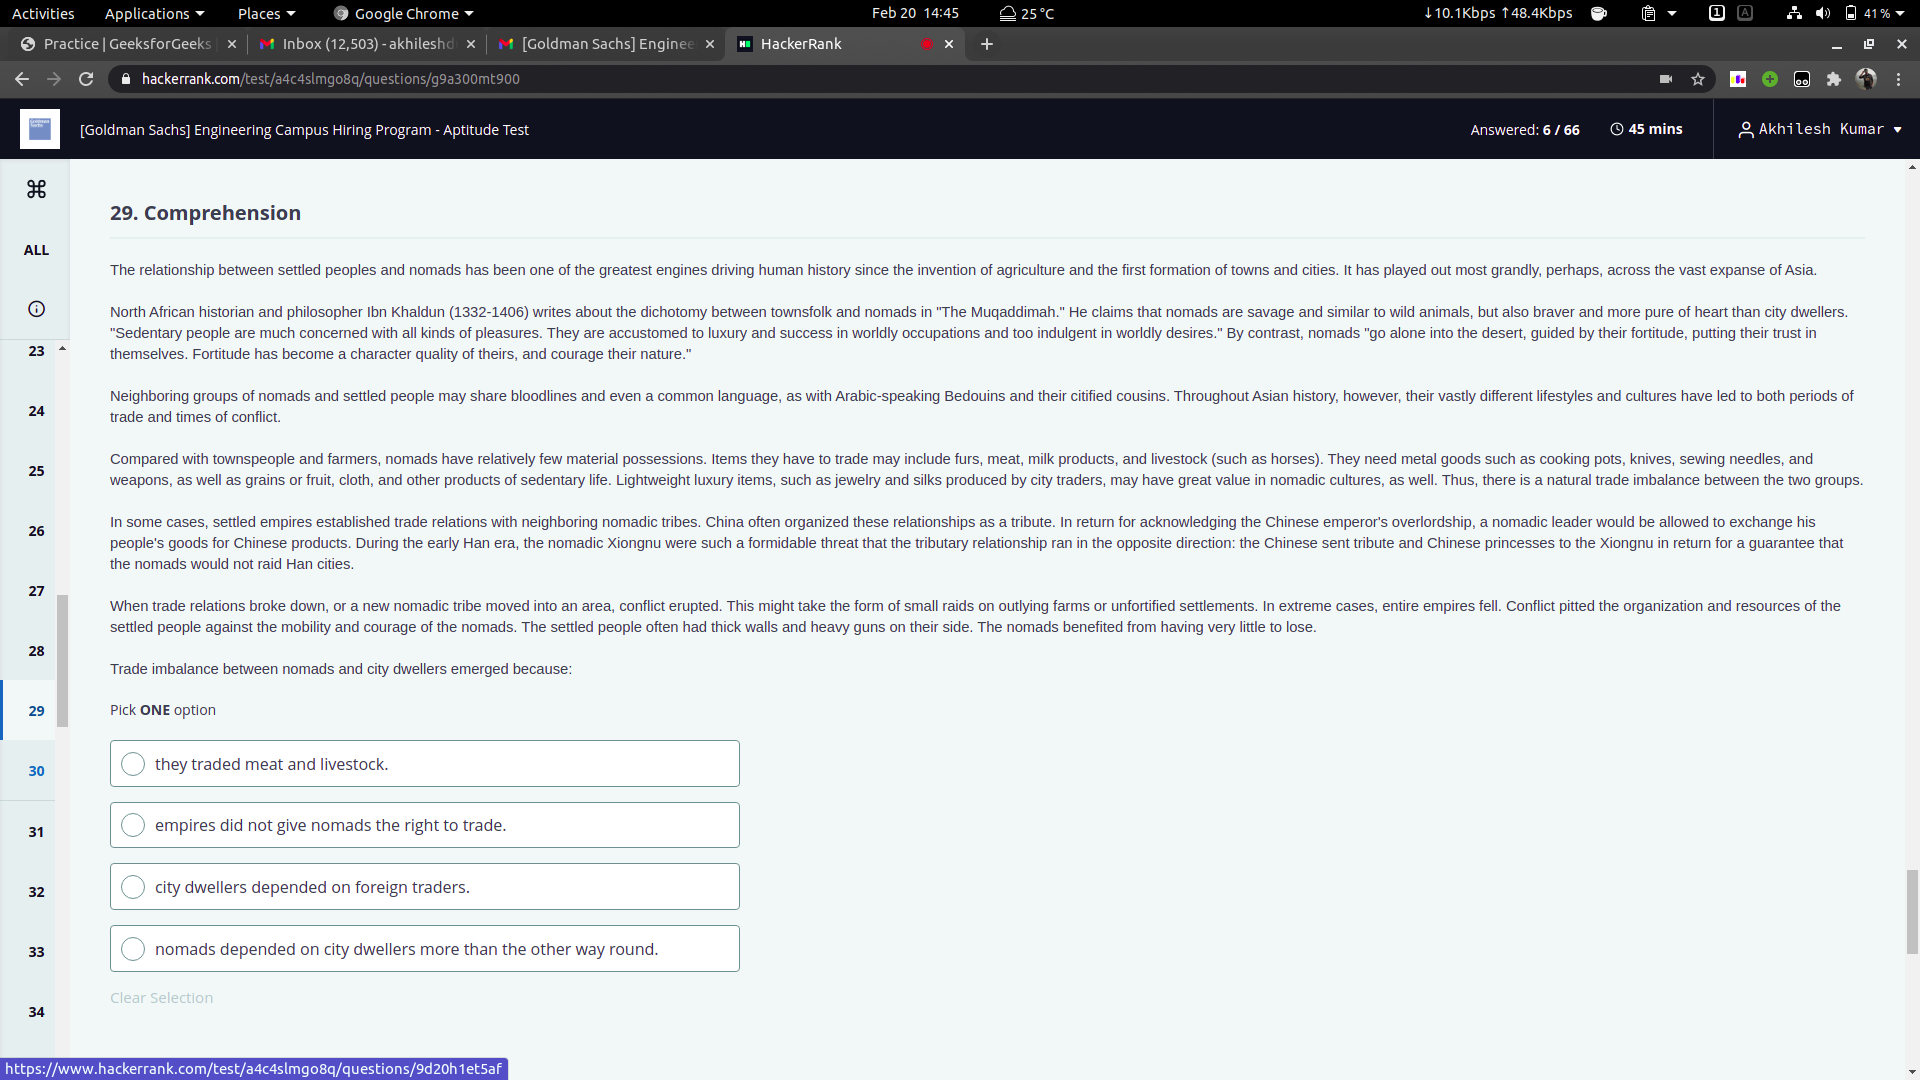 Activities Applications Places Google Chrome Feb 20 14:45 25 °C ↓10.1Kbps ↑48.4Kbps 1 A 41 %
Practice | GeeksforGeeks Inbox (12,503) - akhileshd [Goldman Sachs] Enginee HackerRank
hackerrank.com/test/a4c4slmgo8q/questions/g9a300mt900
[Goldman Sachs] Engineering Campus Hiring Program - Aptitude Test Answered: 6 / 66 45 mins Akhilesh Kumar
ALL
23
24
25
26
27
28
29
30
31
32
33
34
29. Comprehension
The relationship between settled peoples and nomads has been one of the greatest engines driving human history since the invention of agriculture and the first formation of towns and cities. It has played out most grandly, perhaps, across the vast expanse of Asia.
North African historian and philosopher Ibn Khaldun (1332-1406) writes about the dichotomy between townsfolk and nomads in "The Muqaddimah." He claims that nomads are savage and similar to wild animals, but also braver and more pure of heart than city dwellers.
"Sedentary people are much concerned with all kinds of pleasures. They are accustomed to luxury and success in worldly occupations and too indulgent in worldly desires." By contrast, nomads "go alone into the desert, guided by their fortitude, putting their trust in
themselves. Fortitude has become a character quality of theirs, and courage their nature."
Neighboring groups of nomads and settled people may share bloodlines and even a common language, as with Arabic-speaking Bedouins and their citified cousins. Throughout Asian history, however, their vastly different lifestyles and cultures have led to both periods of
trade and times of conflict.
Compared with townspeople and farmers, nomads have relatively few material possessions. Items they have to trade may include furs, meat, milk products, and livestock (such as horses). They need metal goods such as cooking pots, knives, sewing needles, and
weapons, as well as grains or fruit, cloth, and other products of sedentary life. Lightweight luxury items, such as jewelry and silks produced by city traders, may have great value in nomadic cultures, as well. Thus, there is a natural trade imbalance between the two groups.
In some cases, settled empires established trade relations with neighboring nomadic tribes. China often organized these relationships as a tribute. In return for acknowledging the Chinese emperor's overlordship, a nomadic leader would be allowed to exchange his
people's goods for Chinese products. During the early Han era, the nomadic Xiongnu were such a formidable threat that the tributary relationship ran in the opposite direction: the Chinese sent tribute and Chinese princesses to the Xiongnu in return for a guarantee that
the nomads would not raid Han cities.
When trade relations broke down, or a new nomadic tribe moved into an area, conflict erupted. This might take the form of small raids on outlying farms or unfortified settlements. In extreme cases, entire empires fell. Conflict pitted the organization and resources of the
settled people against the mobility and courage of the nomads. The settled people often had thick walls and heavy guns on their side. The nomads benefited from having very little to lose.
Trade imbalance between nomads and city dwellers emerged because:
Pick ONE option
they traded meat and livestock.
empires did not give nomads the right to trade.
city dwellers depended on foreign traders.
nomads depended on city dwellers more than the other way round.
Clear Selection
https://www.hackerrank.com/test/a4c4slmgo8q/questions/9d20h1et5af